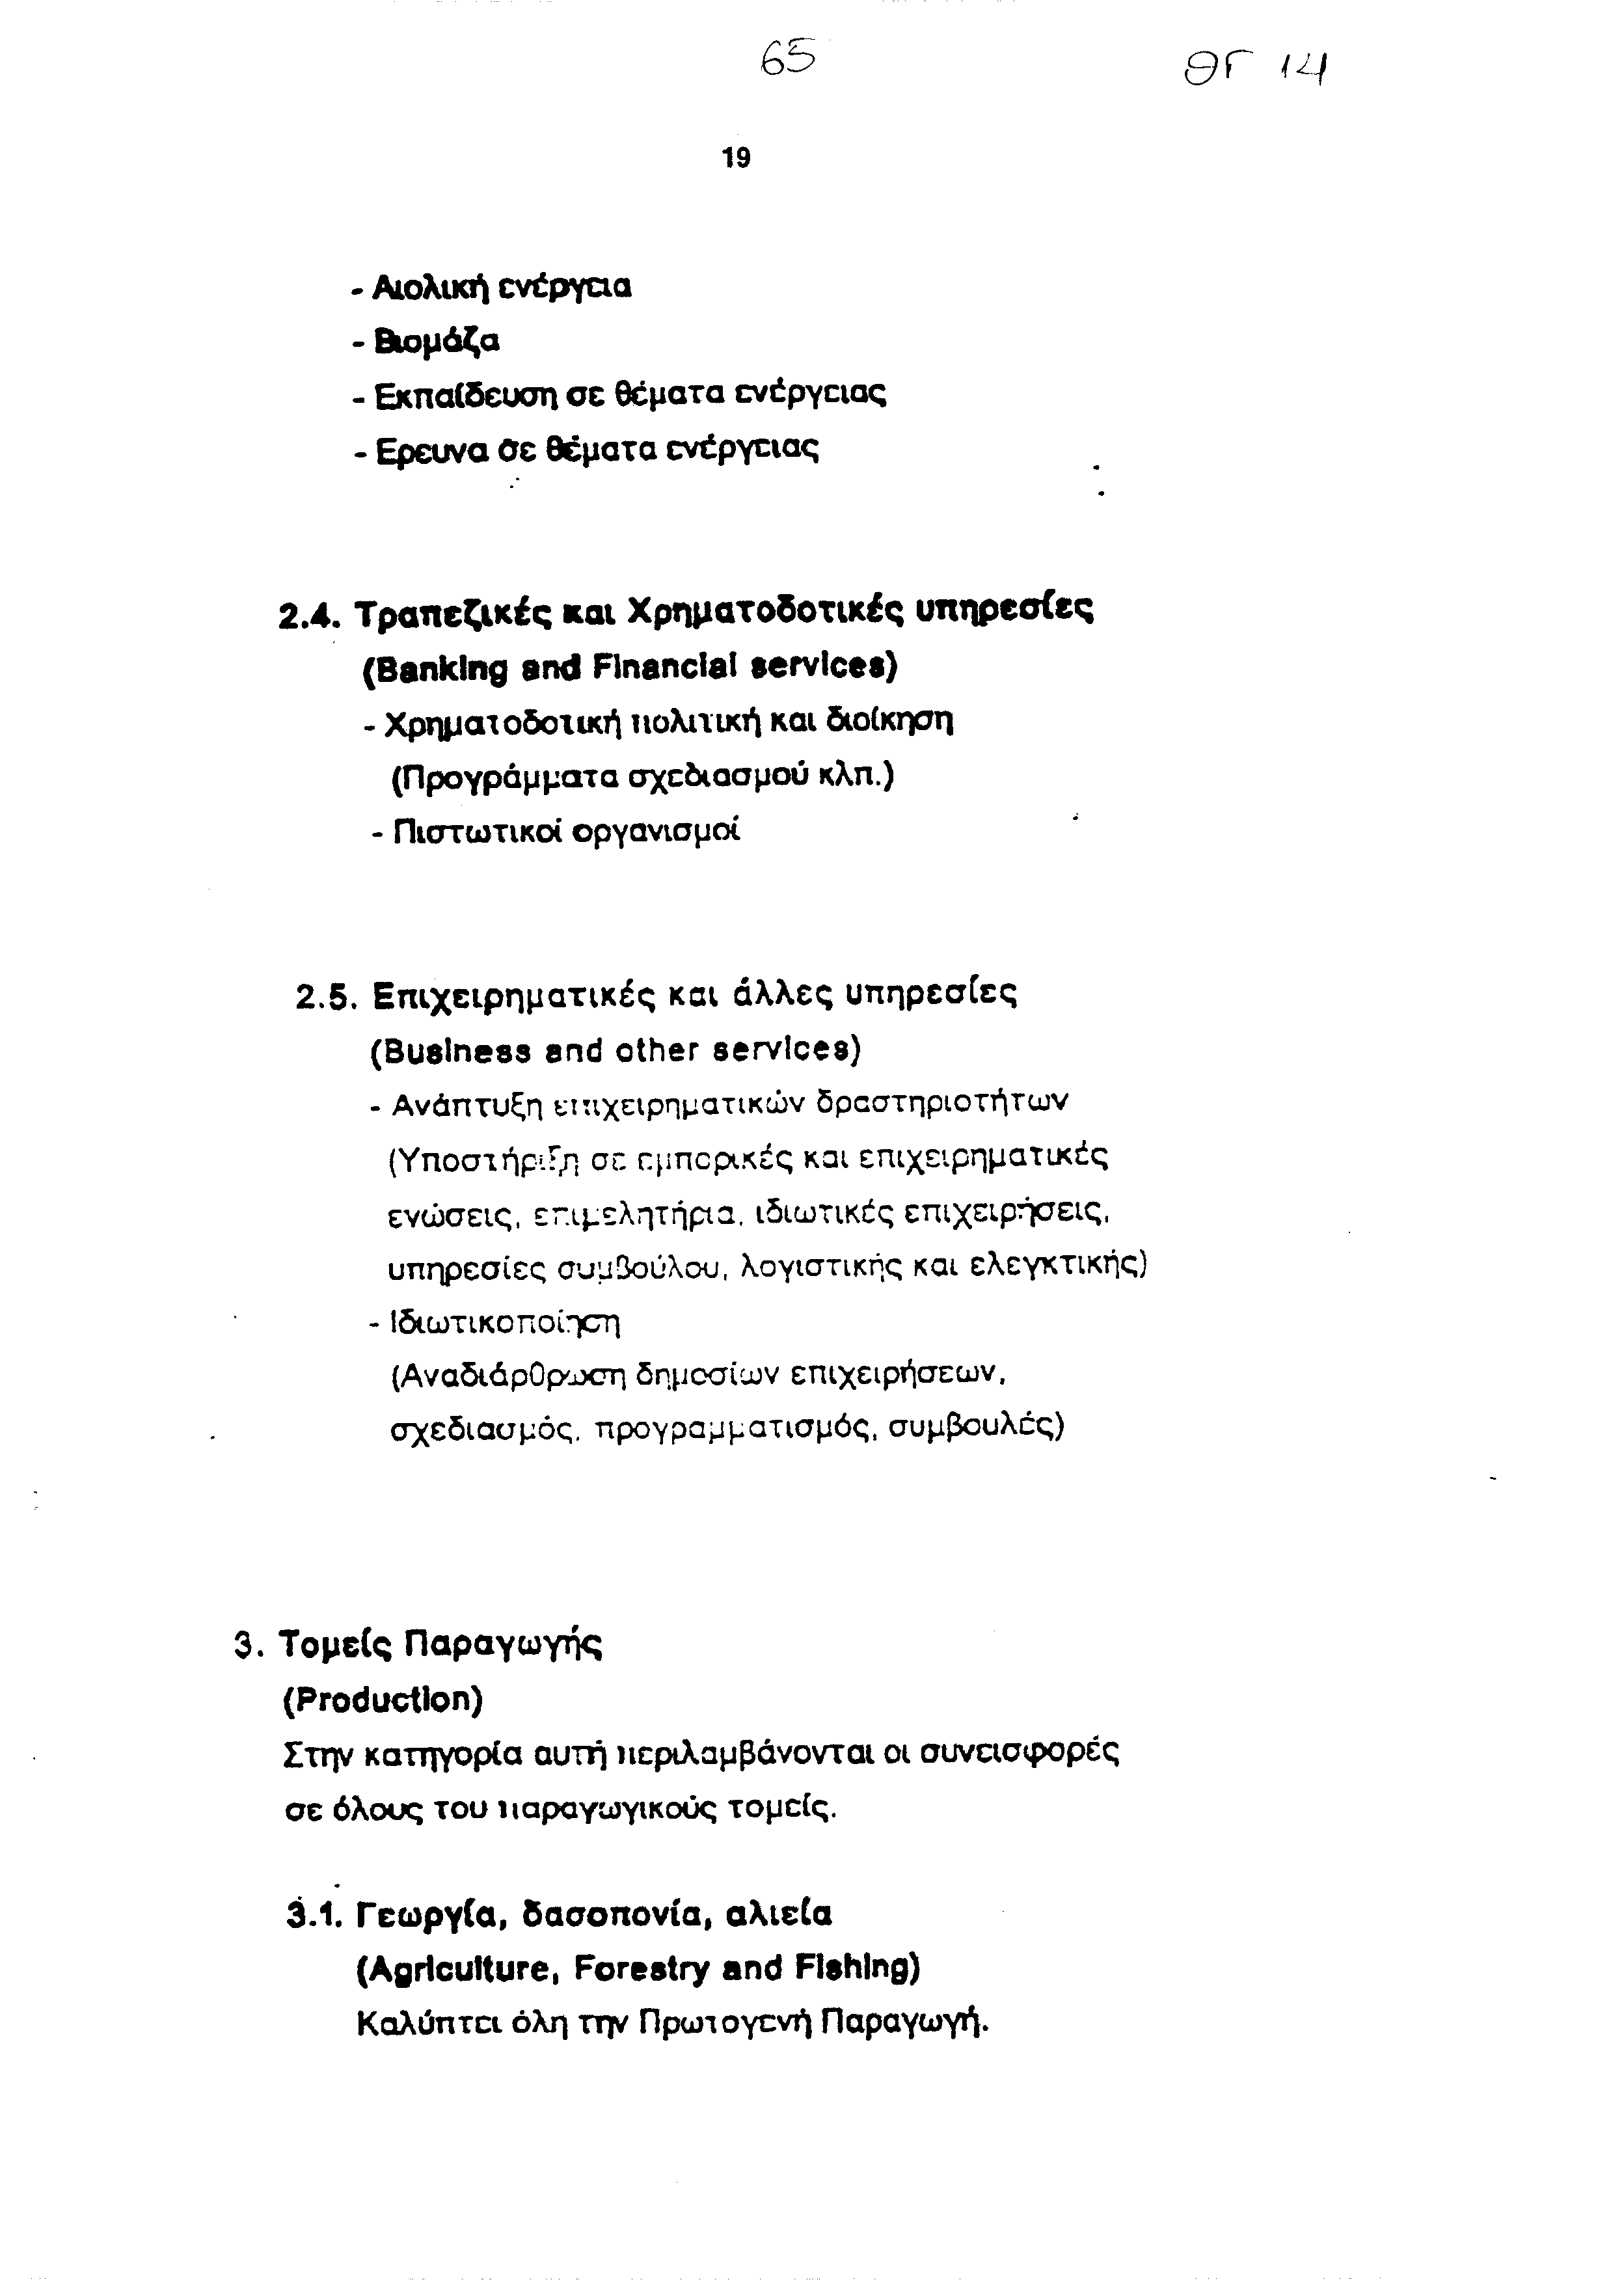 65
ΘΓ 14
19
- Αιολική ενέργεια
- Βιομάζα
- Εκπαίδευση σε θέματα ενέργειας
- Ερευνα σε θέματα ενέργειας
2.4. Τραπεζικές και Χρηματοδοτικές υπηρεσίες
(Banking and Financial services)
- Χρηματοδοτική πολιτική και διοίκηση
(Προγράμματα σχεδιασμού κλπ.)
- Πιστωτικοί οργανισμοί
2.5. Επιχειρηματικές και άλλες υπηρεσίες
(Business and other services)
- Ανάπτυξη επιχειρηματικών δραστηριοτήτων
(Υποστήριξη σε εμπορικές και επιχειρηματικές
ενώσεις, επιμελητήρια, ιδιωτικές επιχειρήσεις,
υπηρεσίες συμβούλου, λογιστικής και ελεγκτικής)
- Ιδιωτικοποίηση
(Αναδιάρθρωση δημοσίων επιχειρήσεων,
σχεδιασμός, προγραμματισμός, συμβουλές)
3. Τομείς Παραγωγής
(Production)
Στην κατηγορία αυτή περιλαμβάνονται οι συνεισφορές
σε όλους του παραγωγικούς τομείς.
3.1. Γεωργία, δασοπονία, αλιεία
(Agriculture, Forestry and Fishing)
Καλύπτει όλη την Πρωτογενή Παραγωγή.